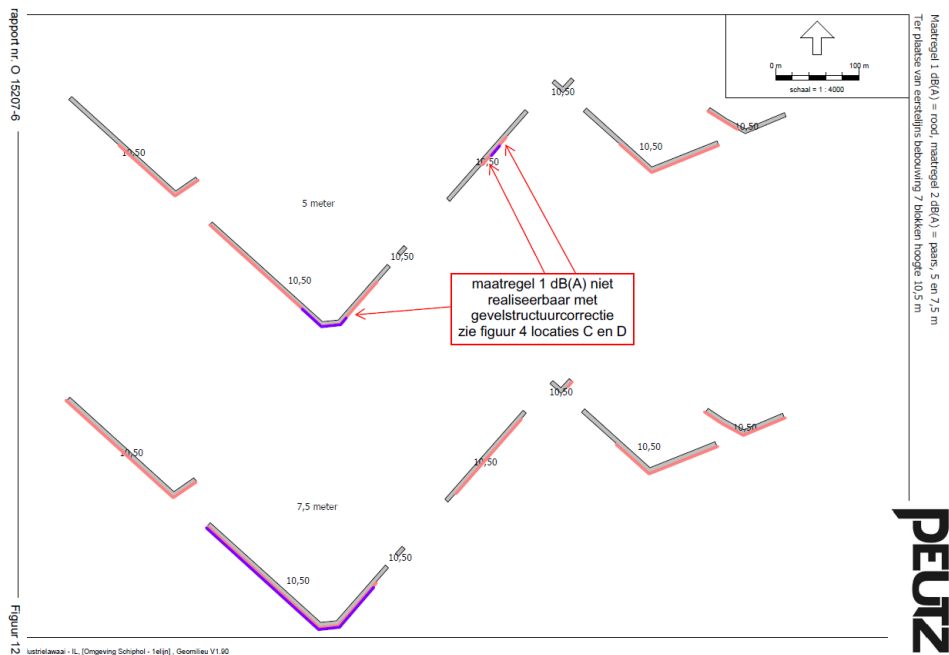 Maatregel 1 dB(A) = rood, maatregel 2 dB(A) = paars, 5 en 7,5 m
Ter plaatse van eerstelijns bebouwing 7 blokken hoogte 10,5 m
0 m 100 m
schaal = 1 : 4000
10,50
10,50
10,50
10,50
10,50
5 meter
10,50
10,50
maatregel 1 dB(A) niet
realiseerbaar met
gevelstructuurcorrectie
zie figuur 4 locaties C en D
10,50
10,50
10,50
10,50
10,50
7,5 meter
10,50
10,50
PEUTZ
rapport nr. O 15207-6
Figuur 12
lustrielawaai - IL, [Omgeving Schiphol - 1elijn] , Geomilieu V1.90